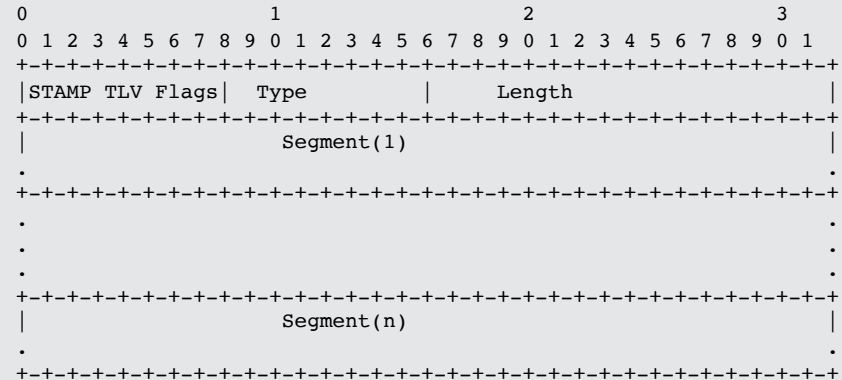 0                   1                   2                   3
 0 1 2 3 4 5 6 7 8 9 0 1 2 3 4 5 6 7 8 9 0 1 2 3 4 5 6 7 8 9 0 1
+-+-+-+-+-+-+-+-+-+-+-+-+-+-+-+-+-+-+-+-+-+-+-+-+-+-+-+-+-+-+-+-+
|STAMP TLV Flags|  Type         |     Length                    |
+-+-+-+-+-+-+-+-+-+-+-+-+-+-+-+-+-+-+-+-+-+-+-+-+-+-+-+-+-+-+-+-+
|                    Segment(1)                                 |
.                                                               .
+-+-+-+-+-+-+-+-+-+-+-+-+-+-+-+-+-+-+-+-+-+-+-+-+-+-+-+-+-+-+-+-+
.                                                               .
.                                                               .
.                                                               .
+-+-+-+-+-+-+-+-+-+-+-+-+-+-+-+-+-+-+-+-+-+-+-+-+-+-+-+-+-+-+-+-+
|                    Segment(n)                                 |
.                                                               .
+-+-+-+-+-+-+-+-+-+-+-+-+-+-+-+-+-+-+-+-+-+-+-+-+-+-+-+-+-+-+-+-+